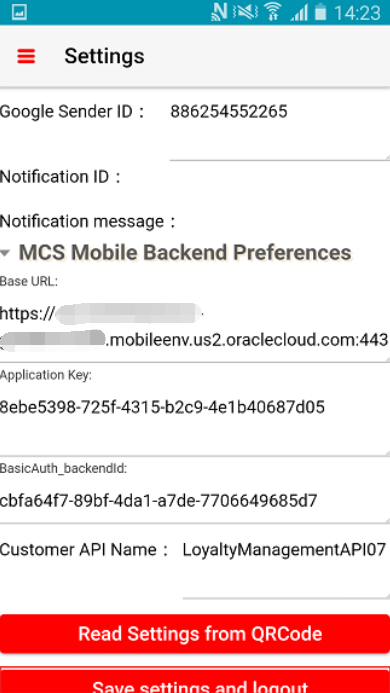 14:23
Settings
Google Sender ID : 886254552265
Notification ID :
Notification message :
MCS Mobile Backend Preferences
Base URL:
https://
.mobileenv.us2.oraclecloud.com:443
Application Key:
8ebe5398-725f-4315-b2c9-4e1b40687d05
BasicAuth_backendId:
cbfa64f7-89bf-4da1-a7de-7706649685d7
Customer API Name : LoyaltyManagementAPI07
Read Settings from QRCode
Save settings and logout